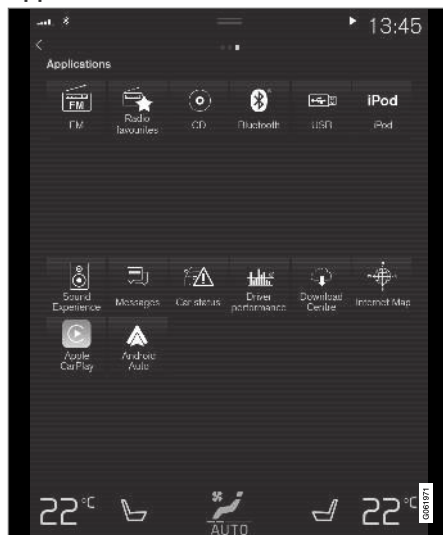 13:45
Applications
FM
FM
Radio
favourites
CD
Bluetooth
USB
iPod
iPod
Sound
Experience
Messages
Car status
Driver
performance
Download
Centre
Internet Map
Apple
CarPlay
Android
Auto
22°C
AUTO
22°C
G061971